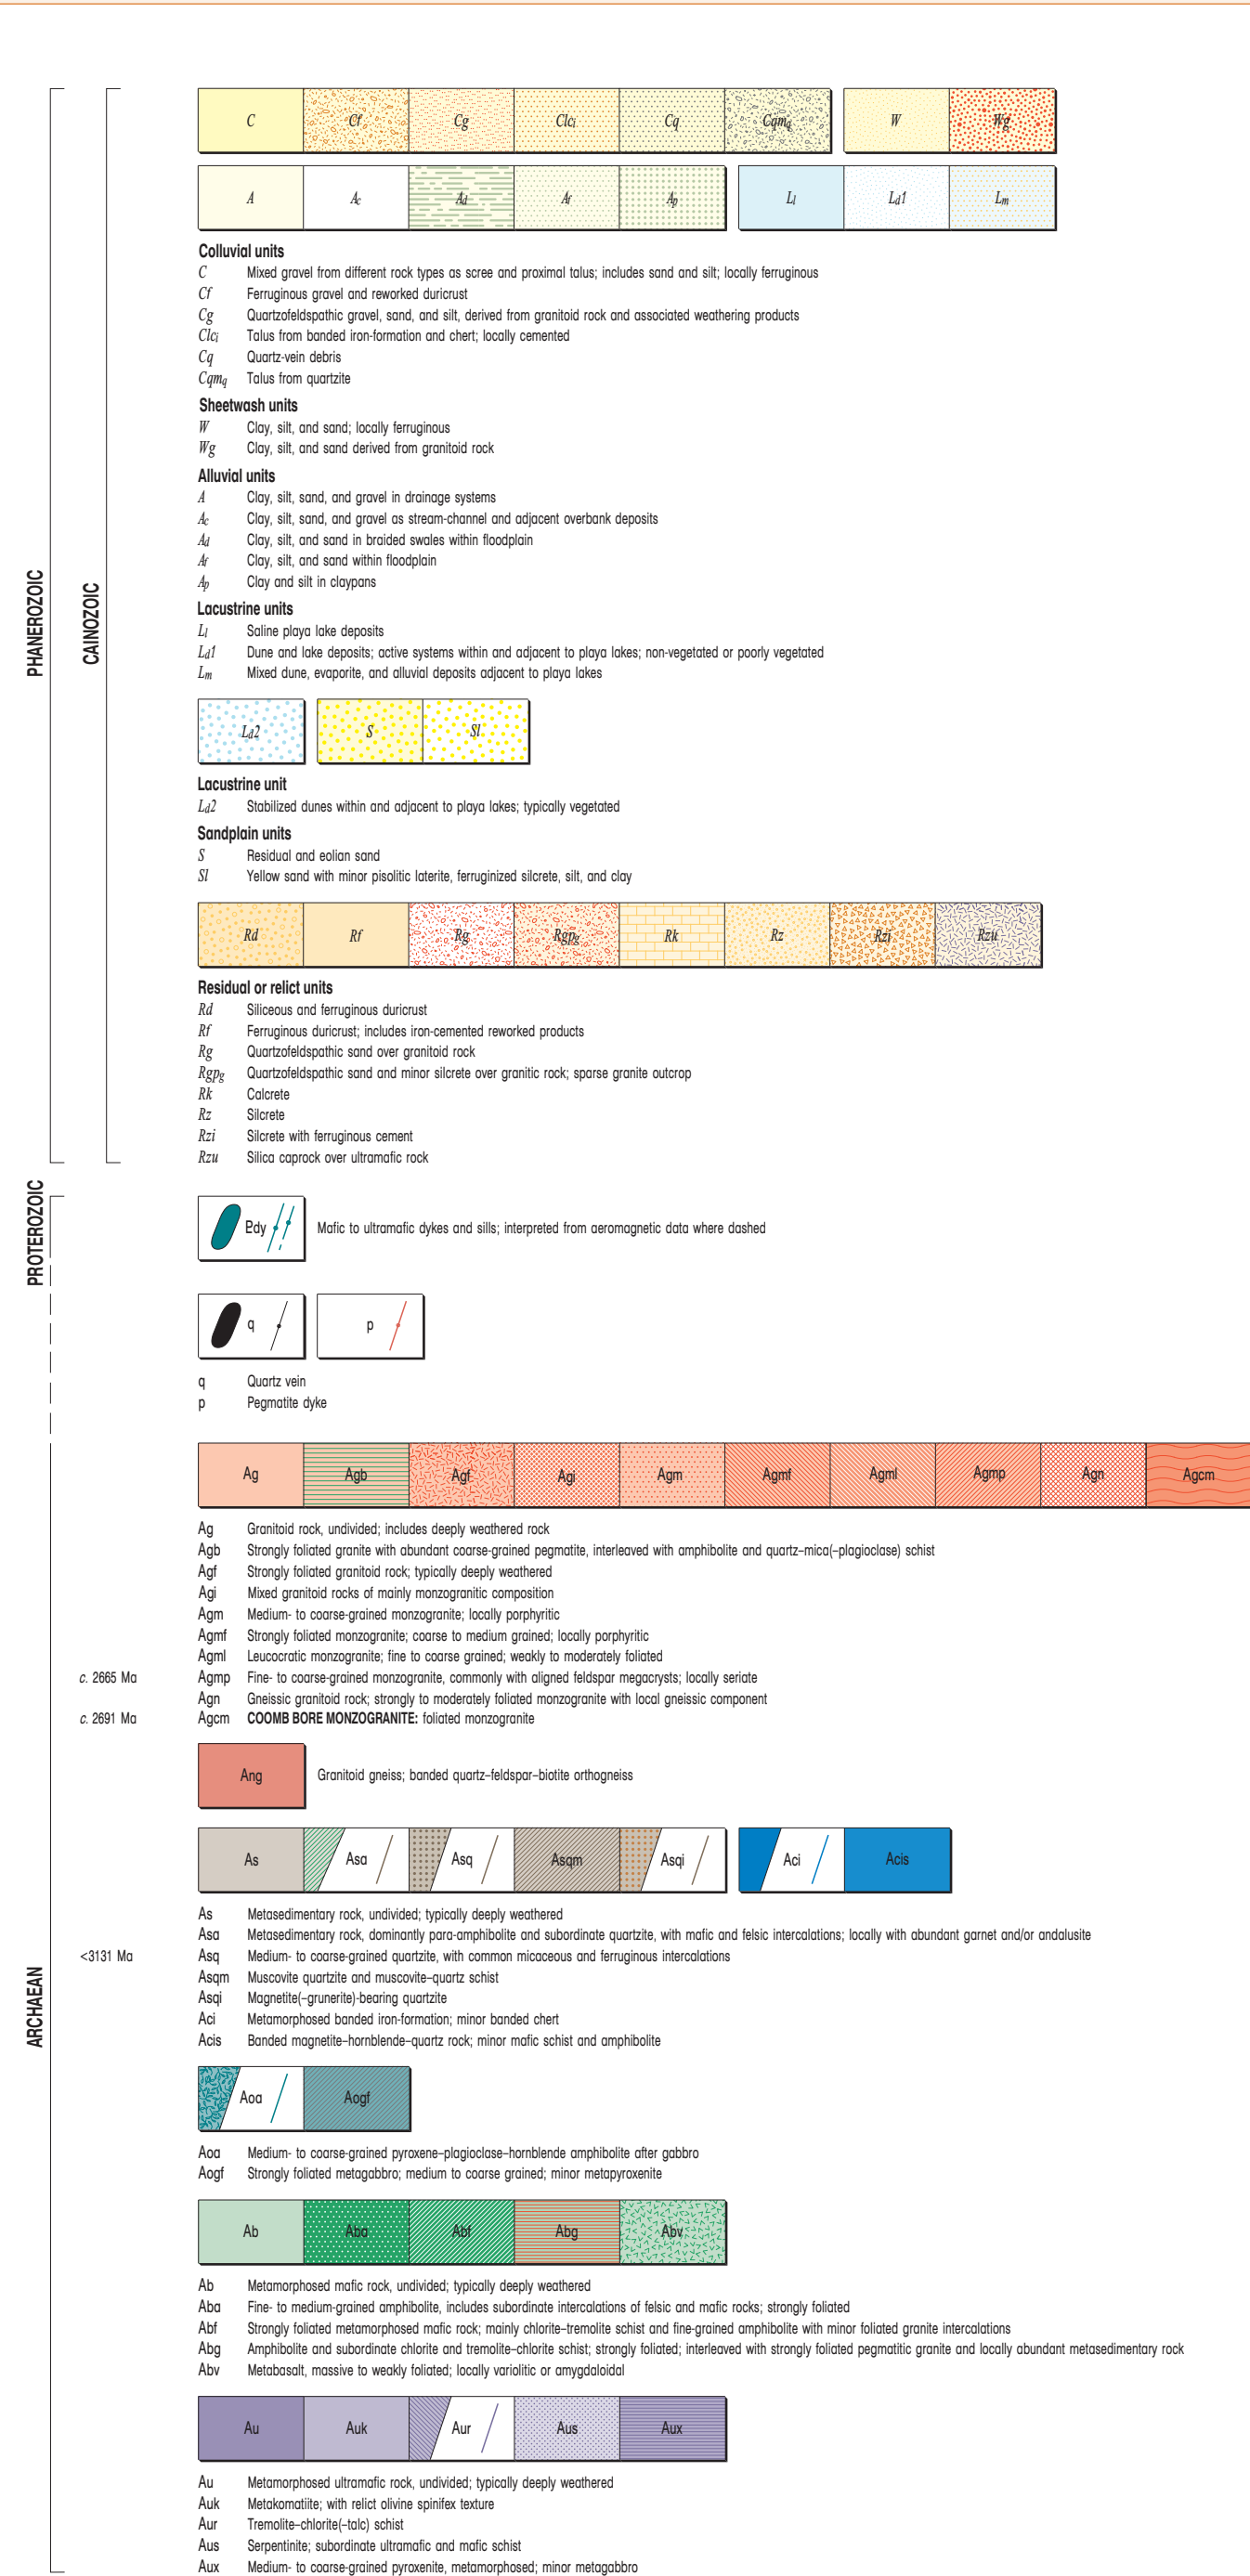 C Cf Cg Clci Cq Cqmq W Wg
A Ac Ad Af Ap Ll Ld1 Lm
Colluvial units
C Mixed gravel from different rock types as scree and proximal talus; includes sand and silt; locally ferruginous
Cf Ferruginous gravel and reworked duricrust
Cg Quartzofeldspathic gravel, sand, and silt, derived from granitoid rock and associated weathering products
Clci Talus from banded iron-formation and chert; locally cemented
Cq Quartz-vein debris
Cqmq Talus from quartzite
Sheetwash units
W Clay, silt, and sand; locally ferruginous
Wg Clay, silt, and sand derived from granitoid rock
Alluvial units
A Clay, silt, sand, and gravel in drainage systems
Ac Clay, silt, sand, and gravel as stream-channel and adjacent overbank deposits
Ad Clay, silt, and sand in braided swales within floodplain
Af Clay, silt, and sand within floodplain
Ap Clay and silt in claypans
PHANEROZOIC
CAINOZOIC
Lacustrine units
Ll Saline playa lake deposits
Ld1 Dune and lake deposits; active systems within and adjacent to playa lakes; non-vegetated or poorly vegetated
Lm Mixed dune, evaporite, and alluvial deposits adjacent to playa lakes
Ld2 S Sl
Lacustrine unit
Ld2 Stabilized dunes within and adjacent to playa lakes; typically vegetated
Sandplain units
S Residual and eolian sand
Sl Yellow sand with minor pisolitic laterite, ferruginized silcrete, silt, and clay
Rd Rf Rg Rgpg Rk Rz Rzi Rzu
Residual or relict units
Rd Siliceous and ferruginous duricrust
Rf Ferruginous duricrust; includes iron-cemented reworked products
Rg Quartzofeldspathic sand over granitoid rock
Rgpg Quartzofeldspathic sand and minor silcrete over granitic rock; sparse granite outcrop
Rk Calcrete
Rz Silcrete
Rzi Silcrete with ferruginous cement
Rzu Silica caprock over ultramafic rock
PROTEROZOIC
Pdy Mafic to ultramafic dykes and sills; interpreted from aeromagnetic data where dashed
q p
q Quartz vein
p Pegmatite dyke
Ag Agb Agf Agi Agm Agmf Agml Agmp Agn Agcm
Ag Granitoid rock, undivided; includes deeply weathered rock
Agb Strongly foliated granite with abundant coarse-grained pegmatite, interleaved with amphibolite and quartz–mica(–plagioclase) schist
Agf Strongly foliated granitoid rock; typically deeply weathered
Agi Mixed granitoid rocks of mainly monzogranitic composition
Agm Medium- to coarse-grained monzogranite; locally porphyritic
Agmf Strongly foliated monzogranite; coarse to medium grained; locally porphyritic
Agml Leucocratic monzogranite; fine to coarse grained; weakly to moderately foliated
c. 2665 Ma Agmp Fine- to coarse-grained monzogranite, commonly with aligned feldspar megacrysts; locally seriate
Agn Gneissic granitoid rock; strongly to moderately foliated monzogranite with local gneissic component
c. 2691 Ma Agcm COOMB BORE MONZOGRANITE: foliated monzogranite
Ang Granitoid gneiss; banded quartz–feldspar–biotite orthogneiss
As Asa Asq Asqm Asqi Aci Acis
As Metasedimentary rock, undivided; typically deeply weathered
Asa Metasedimentary rock, dominantly para-amphibolite and subordinate quartzite, with mafic and felsic intercalations; locally with abundant garnet and/or andalusite
<3131 Ma Asq Medium- to coarse-grained quartzite, with common micaceous and ferruginous intercalations
Asqm Muscovite quartzite and muscovite–quartz schist
Asqi Magnetite(–grunerite)-bearing quartzite
ARCHAEAN
Aci Metamorphosed banded iron-formation; minor banded chert
Acis Banded magnetite–hornblende–quartz rock; minor mafic schist and amphibolite
Aoa Aogf
Aoa Medium- to coarse-grained pyroxene–plagioclase–hornblende amphibolite after gabbro
Aogf Strongly foliated metagabbro; medium to coarse grained; minor metapyroxenite
Ab Aba Abf Abg Abv
Ab Metamorphosed mafic rock, undivided; typically deeply weathered
Aba Fine- to medium-grained amphibolite, includes subordinate intercalations of felsic and mafic rocks; strongly foliated
Abf Strongly foliated metamorphosed mafic rock; mainly chlorite–tremolite schist and fine-grained amphibolite with minor foliated granite intercalations
Abg Amphibolite and subordinate chlorite and tremolite–chlorite schist; strongly foliated; interleaved with strongly foliated pegmatitic granite and locally abundant metasedimentary rock
Abv Metabasalt, massive to weakly foliated; locally variolitic or amygdaloidal
Au Auk Aur Aus Aux
Au Metamorphosed ultramafic rock, undivided; typically deeply weathered
Auk Metakomatiite; with relict olivine spinifex texture
Aur Tremolite–chlorite(–talc) schist
Aus Serpentinite; subordinate ultramafic and mafic schist
Aux Medium- to coarse-grained pyroxenite, metamorphosed; minor metagabbro